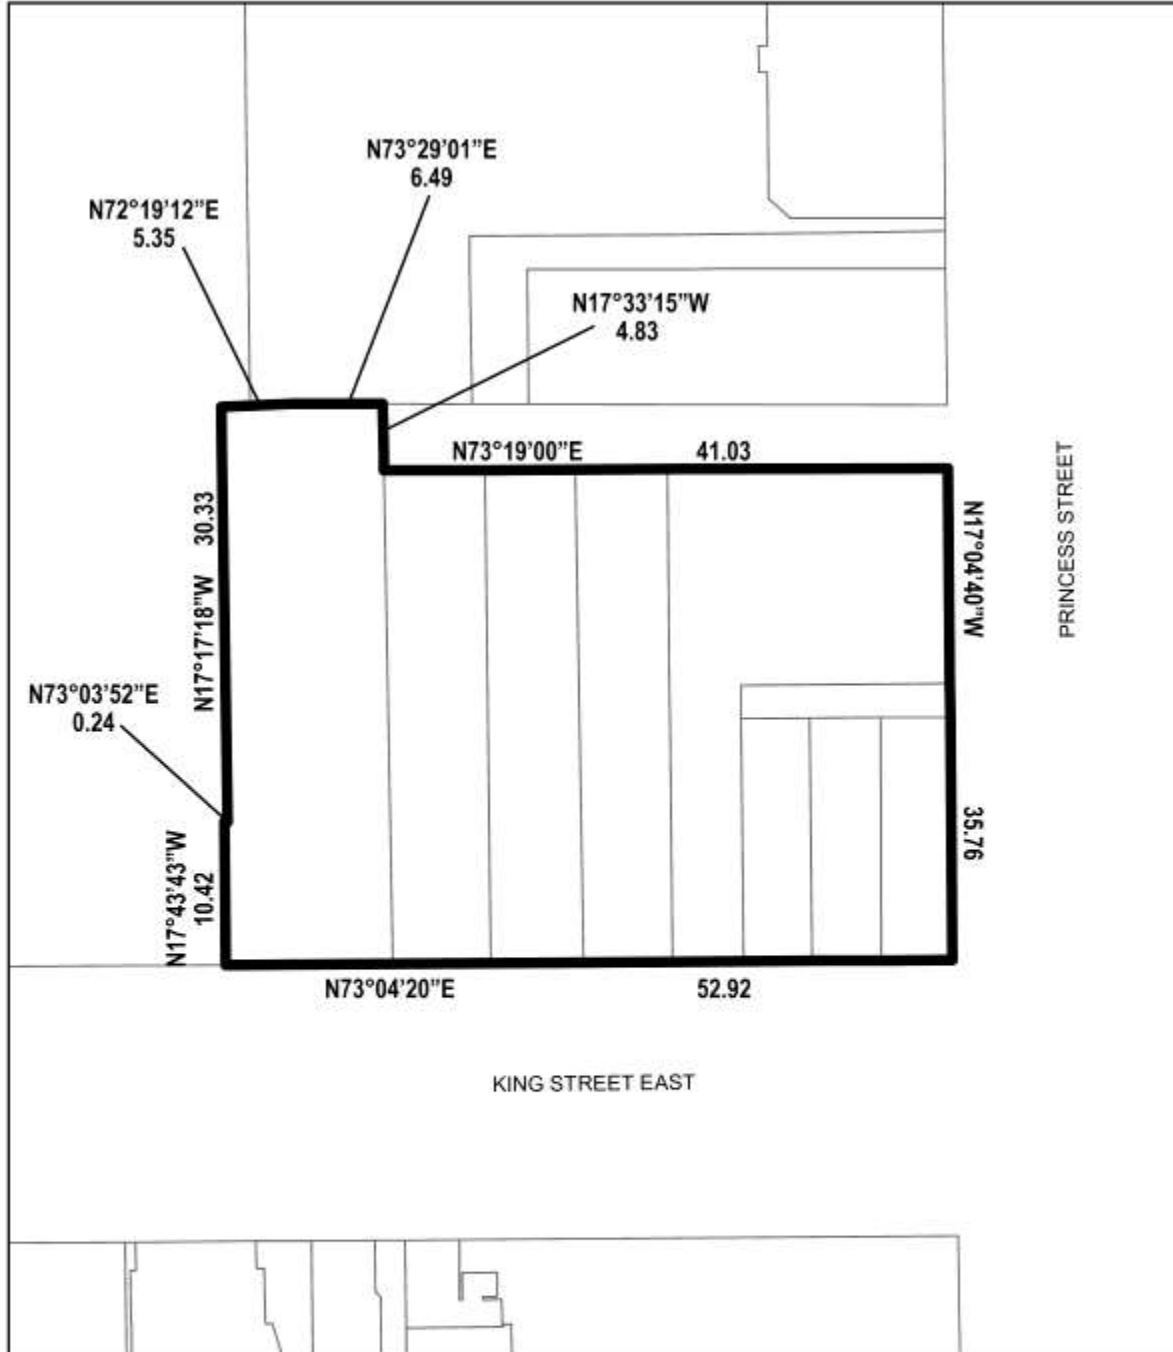 N73°29'01”E
6.49
N72°19'12”E
5.35
N17°33'15”W
4.83
N73°19'00”E 41.03
N17°17'18”W 30.33
N17°04'40”W 35.76
PRINCESS STREET
N73°03'52”E
0.24
N17°43'43”W
10.42
N73°04'20”E 52.92
KING STREET EAST